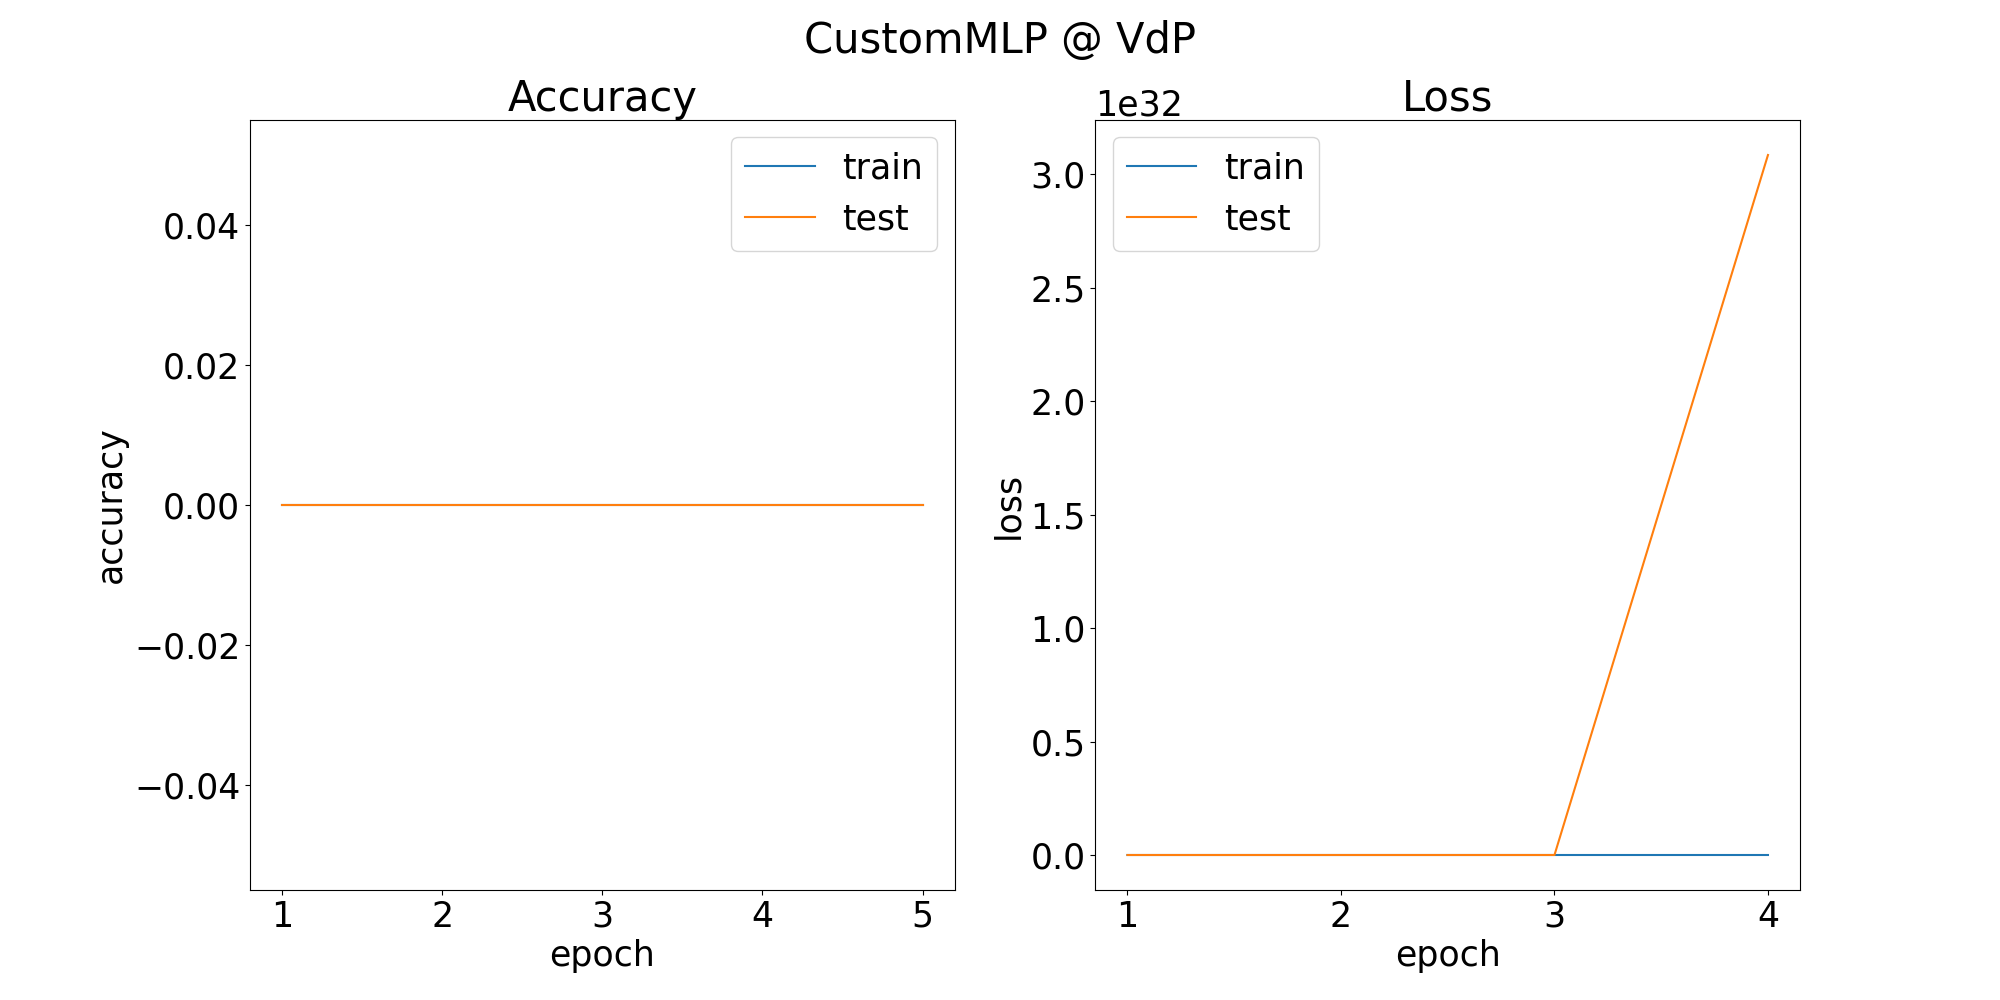 CustomMLP @ VdP
Accuracy
train
test
0.04
0.02
0.00
−0.02
−0.04
accuracy
1 2 3 4 5
epoch
Loss
1e32
train
test
3.0
2.5
2.0
1.5
1.0
0.5
0.0
loss
1 2 3 4
epoch